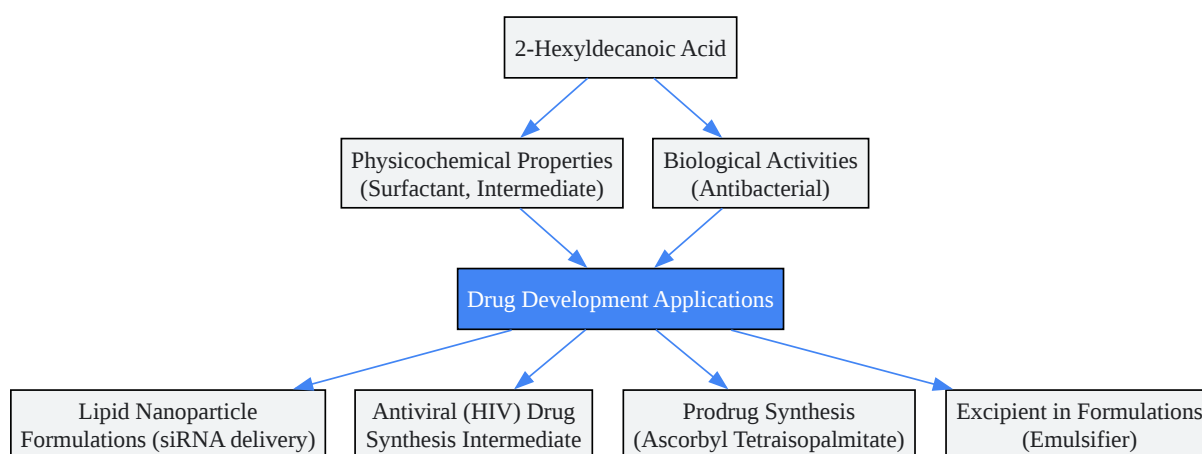 2-Hexyldecanoic Acid
Physicochemical Properties
(Surfactant, Intermediate)
Biological Activities
(Antibacterial)
Drug Development Applications
Lipid Nanoparticle
Formulations (siRNA delivery)
Antiviral (HIV) Drug
Synthesis Intermediate
Prodrug Synthesis
(Ascorbyl Tetraisopalmitate)
Excipient in Formulations
(Emulsifier)